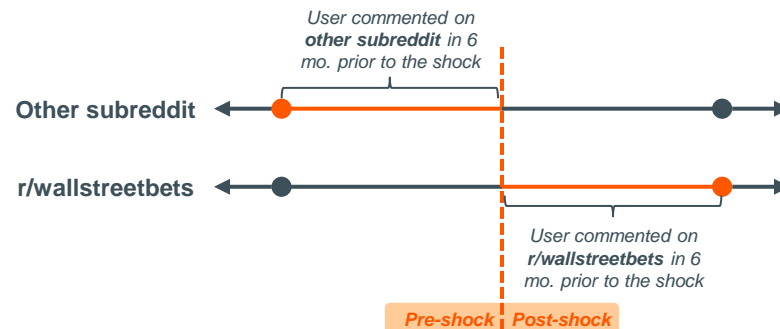 User commented on
other subreddit in 6
mo. prior to the shock
Other subreddit
r/wallstreetbets
User commented on
r/wallstreetbets in 6
mo. prior to the shock
Pre-shock Post-shock